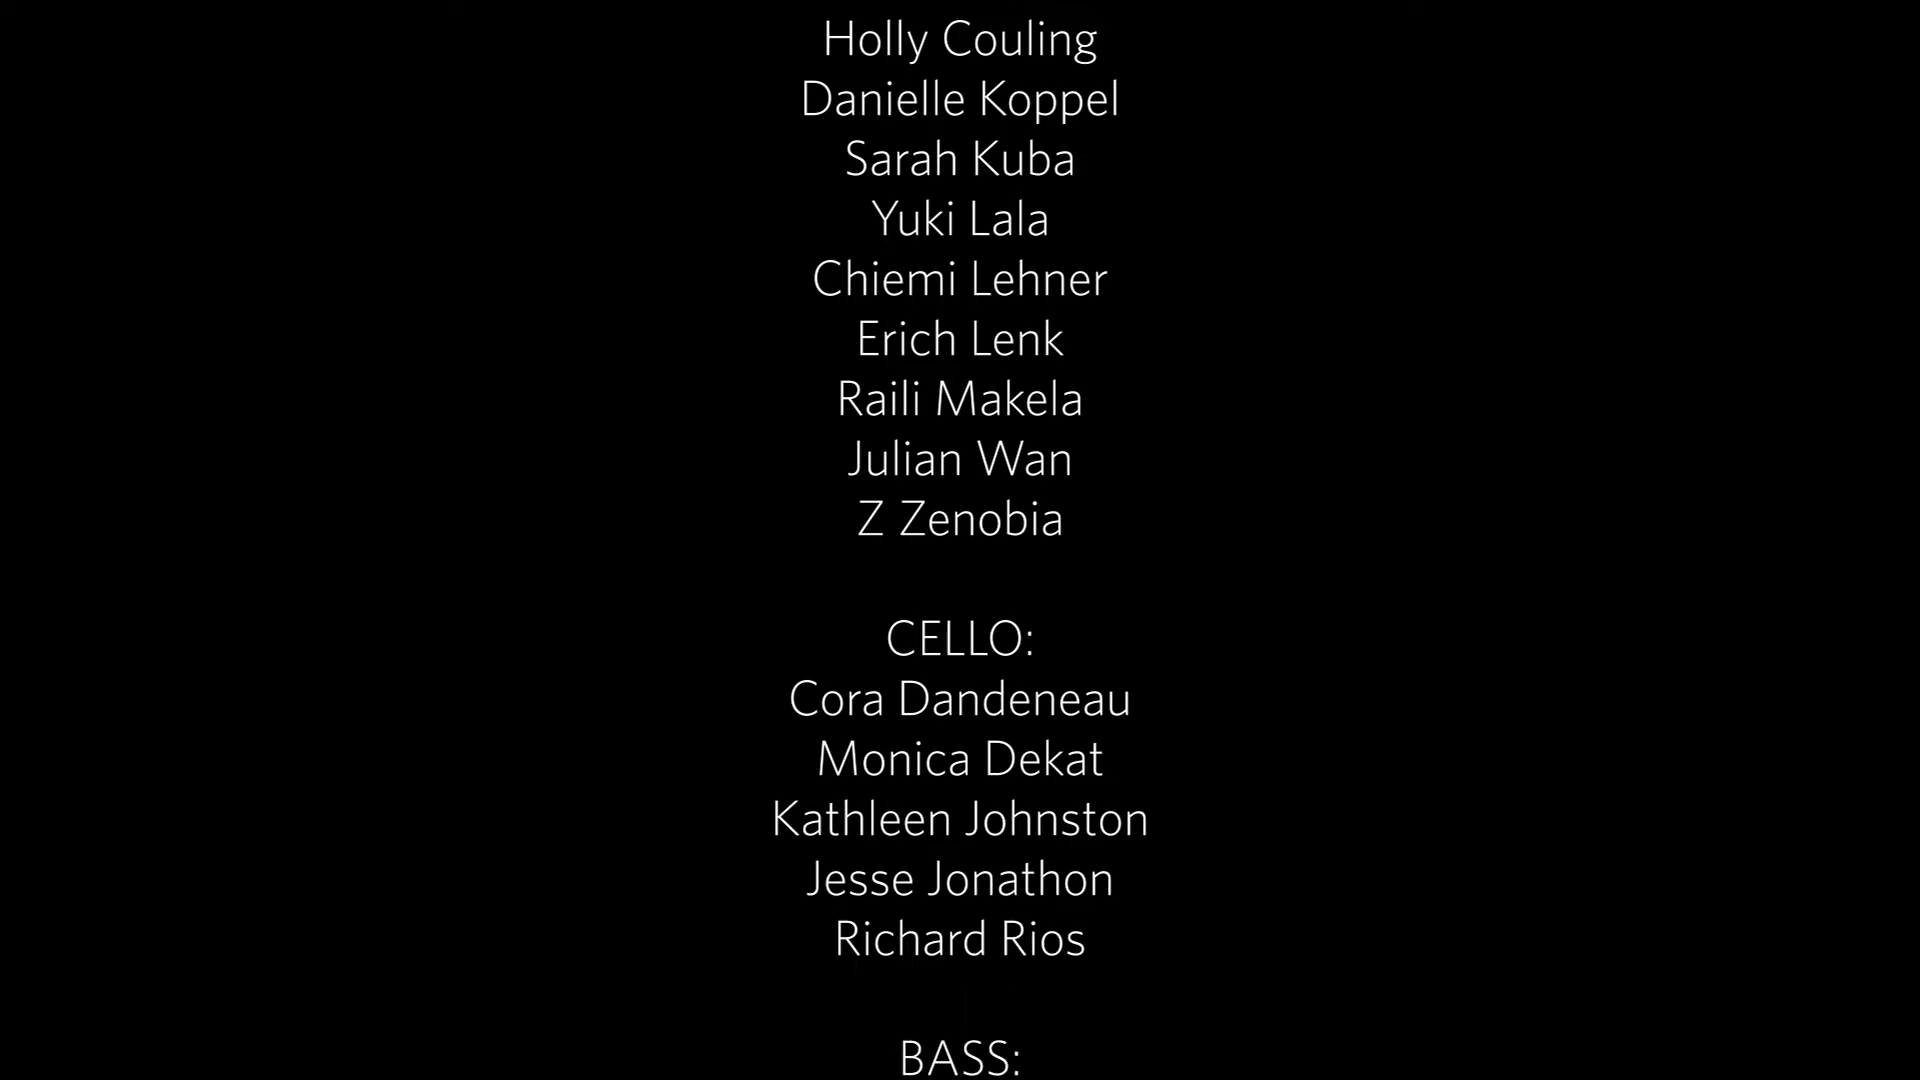 Holly Couling
Danielle Koppel
Sarah Kuba
Yuki Lala
Chiemi Lehner
Erich Lenk
Raili Makela
Julian Wan
Z Zenobia
CELLO:
Cora Dandeneau
Monica Dekat
Kathleen Johnston
Jesse Jonathon
Richard Rios
BASS: